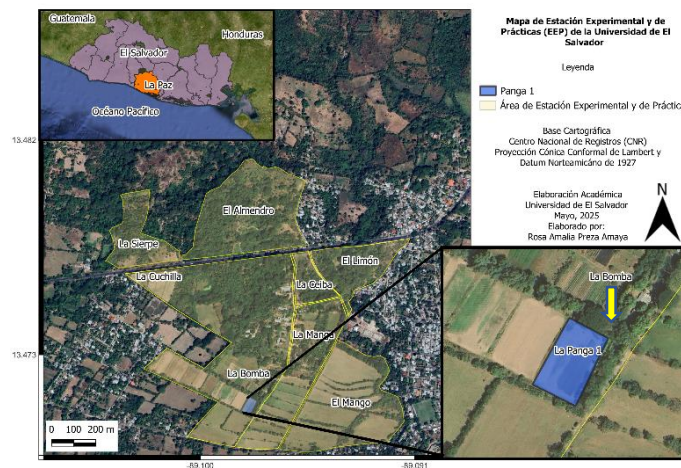 Guatemala
Honduras
El Salvador
La Paz
Océano Pacífico
Mapa de Estación Experimental y de
Prácticas (EEP) de la Universidad de El
Salvador
Leyenda
Panga 1
Área de Estación Experimental y de Práctic
Base Cartográfica
Centro Nacional de Registros (CNR)
Proyección Cónica Conformal de Lambert y
Datum Norteamicáno de 1927
Elaboración Académica
Universidad de El Salvador
Mayo, 2025
Elaborado por:
Rosa Amalia Preza Amaya
N
13.482
El Almendro
La Sierpe
El Limón
La Cuchilla
La Ceiba
La Manga
13.473
La Bomba
El Mango
La Bomba
La Panga 1
0 100 200 m
-89.100
-89.091